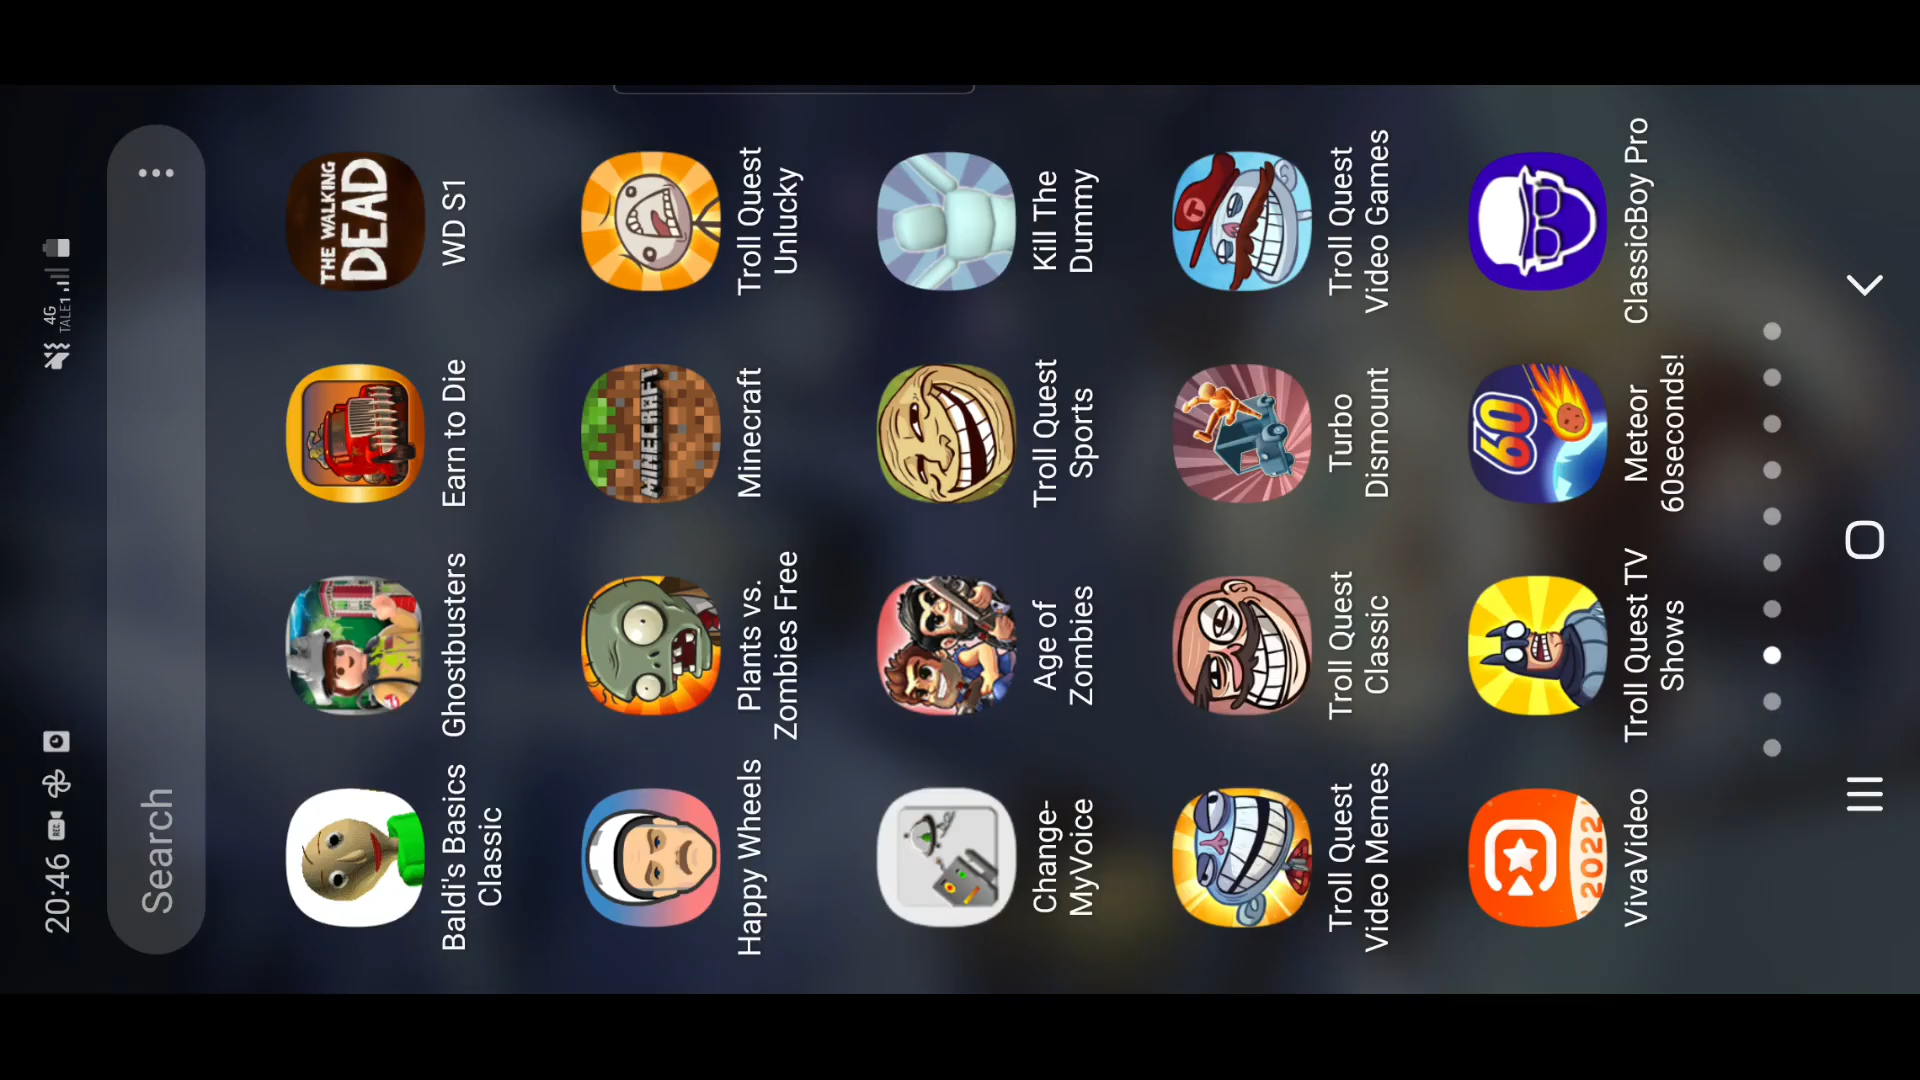 20:46
REC
4G
TALE1
Search
Baldi's Basics
Classic
Ghostbusters
Earn to Die
THE WALKING
DEAD
WD S1
Happy Wheels
Plants vs.
Zombies Free
MINECRAFT
Minecraft
Troll Quest
Unlucky
Change-
MyVoice
Age of
Zombies
Troll Quest
Sports
Kill The
Dummy
Troll Quest
Video Memes
Troll Quest
Classic
Turbo
Dismount
T
Troll Quest
Video Games
2022
VivaVideo
Troll Quest TV
Shows
60
Meteor
60seconds!
ClassicBoy Pro